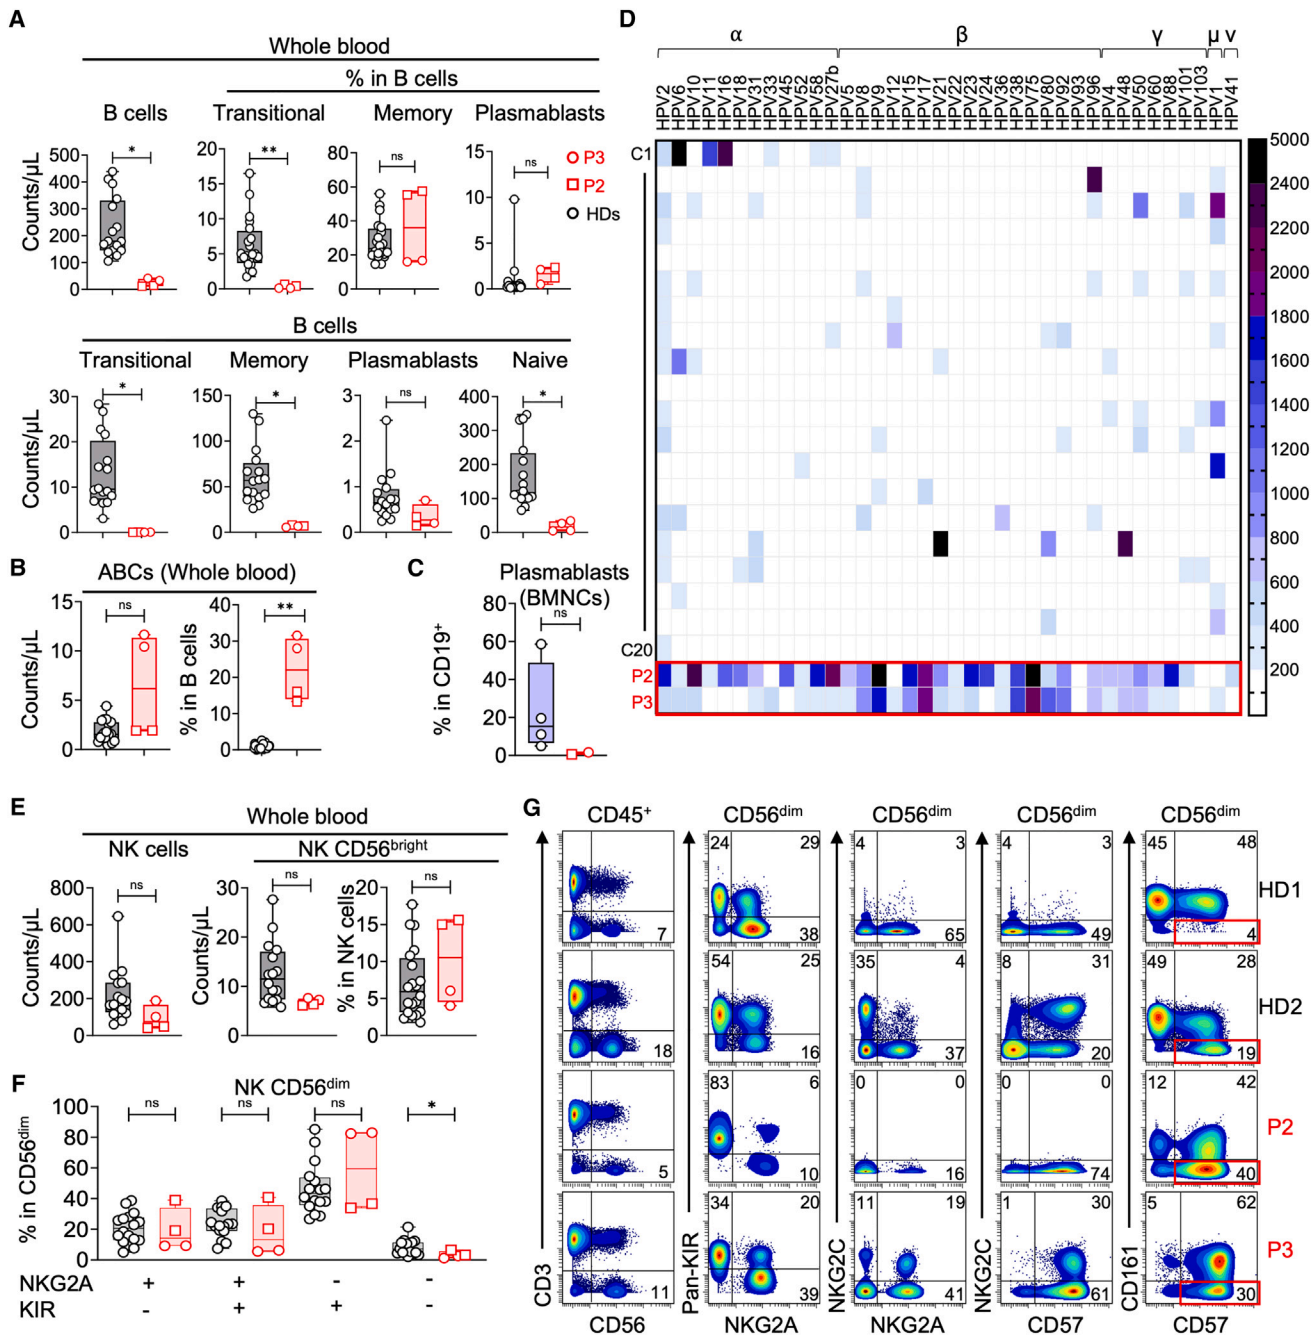 A
Whole blood
% in B cells
B cells
Transitional
Memory
Plasmablasts
Counts/µL
500
400
300
200
100
0
*
20
15
10
5
0
**
80
60
40
20
0
ns
15
10
5
0
ns
P3
P2
HDs
B cells
Transitional
Memory
Plasmablasts
Naive
Counts/µL
30
20
10
0
*
150
100
50
0
*
3
2
1
0
ns
400
300
200
100
0
*
B
ABCs (Whole blood)
Counts/µL
15
10
5
0
ns
% in B cells
40
30
20
10
0
**
C
Plasmablasts
(BMNCs)
% in CD19+
80
60
40
20
0
ns
D
α
β
γ
μ
ν
HPV2
HPV6
HPV10
HPV11
HPV16
HPV18
HPV31
HPV33
HPV45
HPV52
HPV58
HPV27b
HPV5
HPV8
HPV9
HPV12
HPV15
HPV17
HPV21
HPV22
HPV23
HPV24
HPV36
HPV38
HPV75
HPV80
HPV92
HPV93
HPV96
HPV4
HPV48
HPV50
HPV60
HPV88
HPV101
HPV103
HPV1
HPV41
C1
C20
P2
P3
5000
2400
2200
2000
1800
1600
1400
1200
1000
800
600
400
200
E
Whole blood
NK cells
NK CD56bright
Counts/µL
800
600
400
200
0
ns
Counts/µL
30
20
10
0
ns
% in NK cells
20
15
10
5
0
ns
F
NK CD56dim
% in CD56dim
100
80
60
40
20
0
ns
ns
ns
*
NKG2A + + - -
KIR - + + -
G
CD45+
CD56dim
CD56dim
CD56dim
CD56dim
7
24 29
38
4 3
65
4 3
49
45 48
4
HD1
18
54 25
16
35 4
37
8 31
20
49 28
19
HD2
5
83 6
10
0 0
16
0 0
74
12 42
40
P2
11
34 20
39
11 19
41
1 30
61
5 62
30
P3
CD3
Pan-KIR
NKG2C
NKG2C
CD161
CD56
NKG2A
NKG2A
CD57
CD57